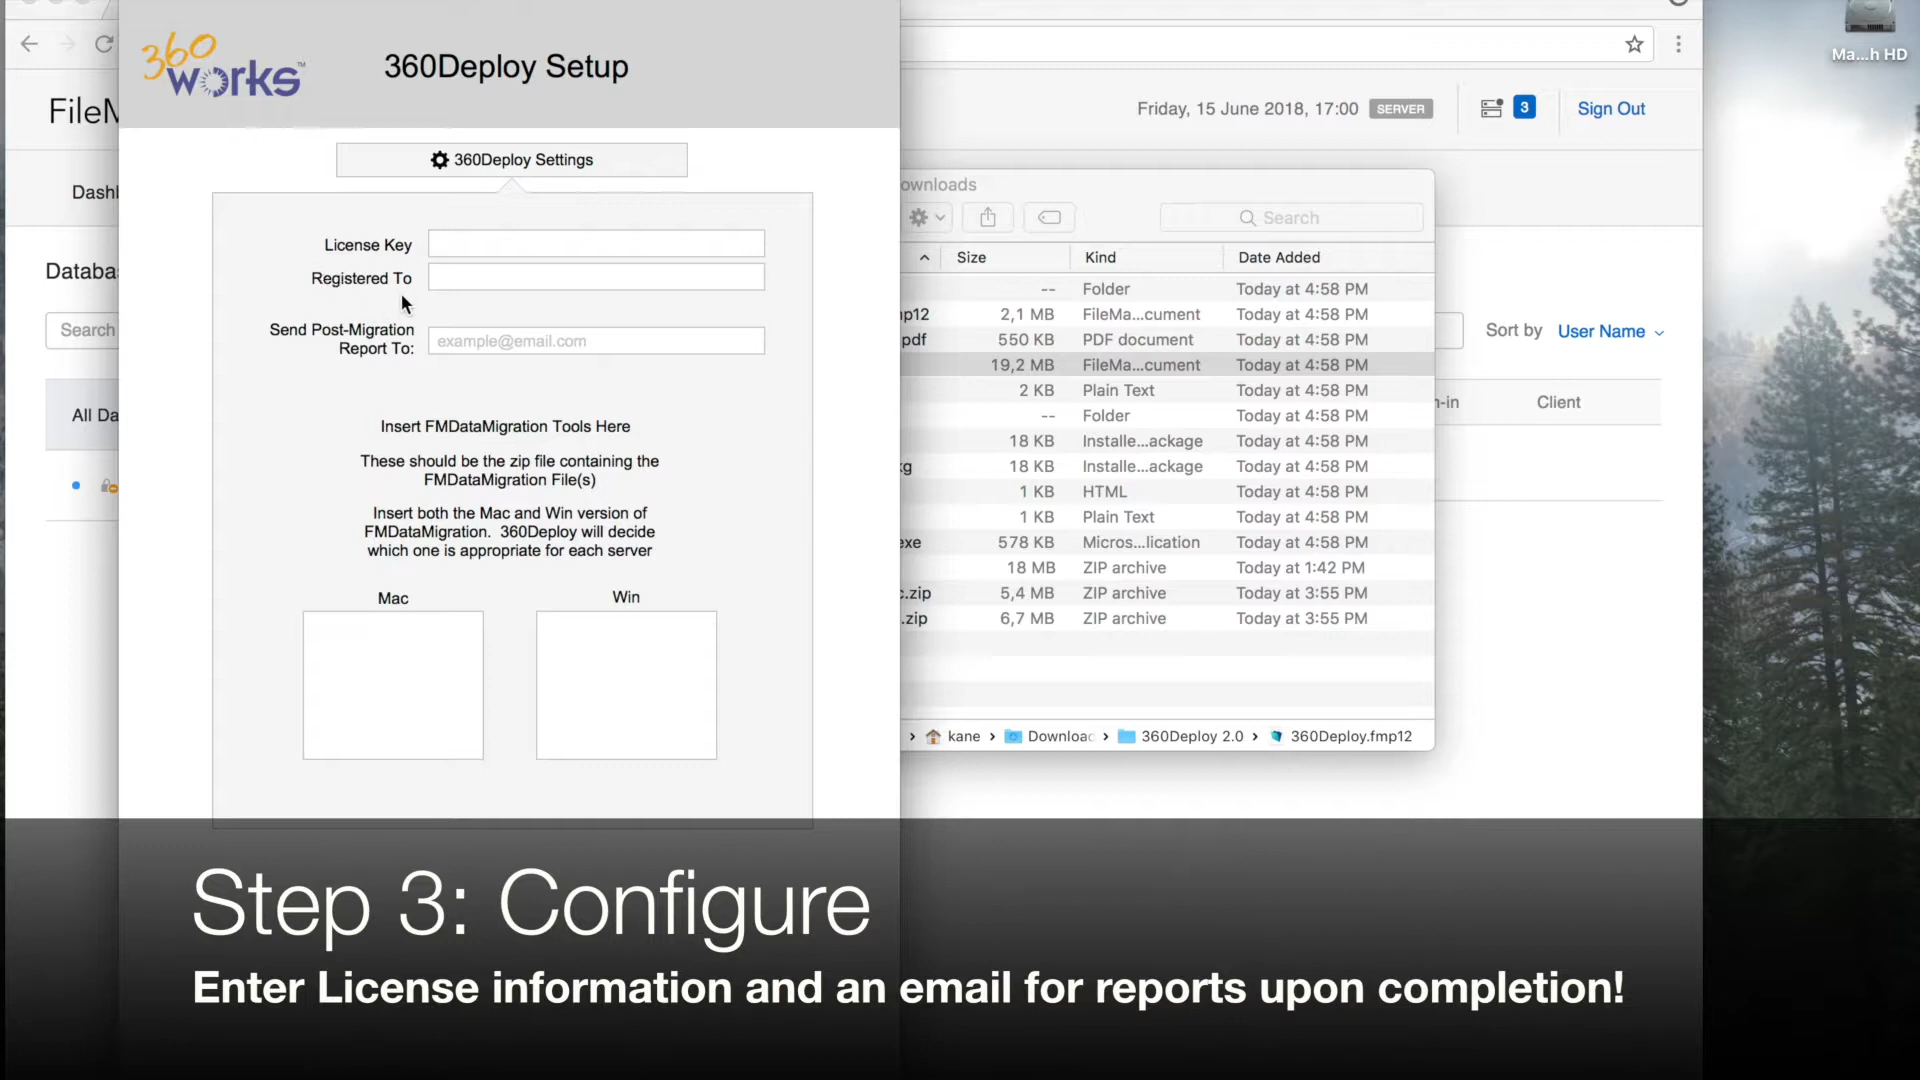 Ma...h HD
360
works™
360Deploy Setup
FileM
Friday, 15 June 2018, 17:00
SERVER
3
Sign Out
Dash
360Deploy Settings
License Key
Registered To
Send Post-Migration
Report To:
example@email.com
Databa
Search
All Da
Insert FMDataMigration Tools Here
These should be the zip file containing the
FMDataMigration File(s)
Insert both the Mac and Win version of
FMDataMigration. 360Deploy will decide
which one is appropriate for each server
Mac
Win
ownloads
Search
Size Kind Date Added
-- Folder Today at 4:58 PM
np12 2,1 MB FileMa...cument Today at 4:58 PM
pdf 550 KB PDF document Today at 4:58 PM
19,2 MB FileMa...cument Today at 4:58 PM
2 KB Plain Text Today at 4:58 PM
-- Folder Today at 4:58 PM
18 KB Installe...ackage Today at 4:58 PM
kg 18 KB Installe...ackage Today at 4:58 PM
1 KB HTML Today at 4:58 PM
1 KB Plain Text Today at 4:58 PM
exe 578 KB Micros...lication Today at 4:58 PM
18 MB ZIP archive Today at 1:42 PM
c.zip 5,4 MB ZIP archive Today at 3:55 PM
.zip 6,7 MB ZIP archive Today at 3:55 PM
› kane › Downloac › 360Deploy 2.0 › 360Deploy.fmp12
Sort by User Name
n-in
Client
Step 3: Configure
Enter License information and an email for reports upon completion!